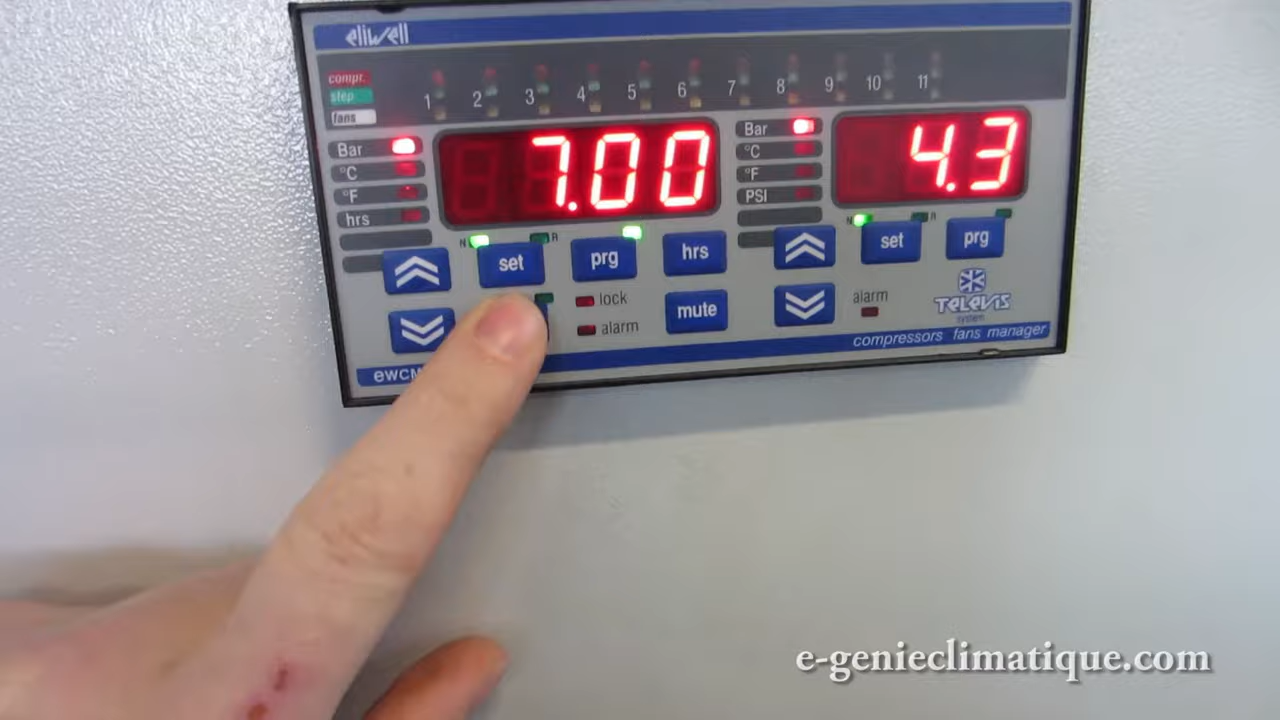 eliwell
compr.
step
fans
1 2 3 4 5 6 7 8 9 10 11
Bar
°C
°F
hrs
7.00
Bar
°C
°F
PSI
4.3
N R
set prg hrs
lock
alarm
mute
N R
set prg
alarm
TELEVIS
system
compressors fans manager
e-genieclimatique.com